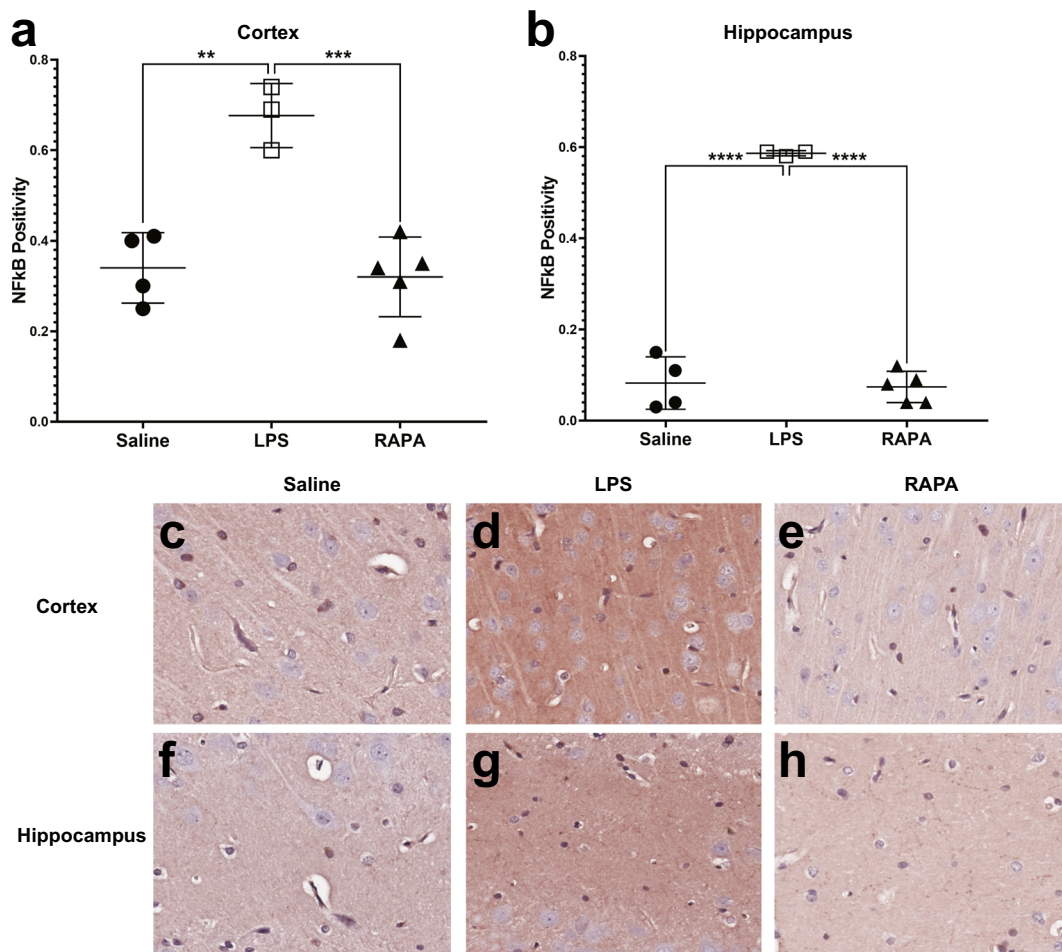 a
Cortex
NFkB Positivity
0.8
0.6
0.4
0.2
0.0
**
***
Saline
LPS
RAPA
b
Hippocampus
NFkB Positivity
0.8
0.6
0.4
0.2
0.0
****
****
Saline
LPS
RAPA
Saline
LPS
RAPA
Cortex
c
d
e
Hippocampus
f
g
h